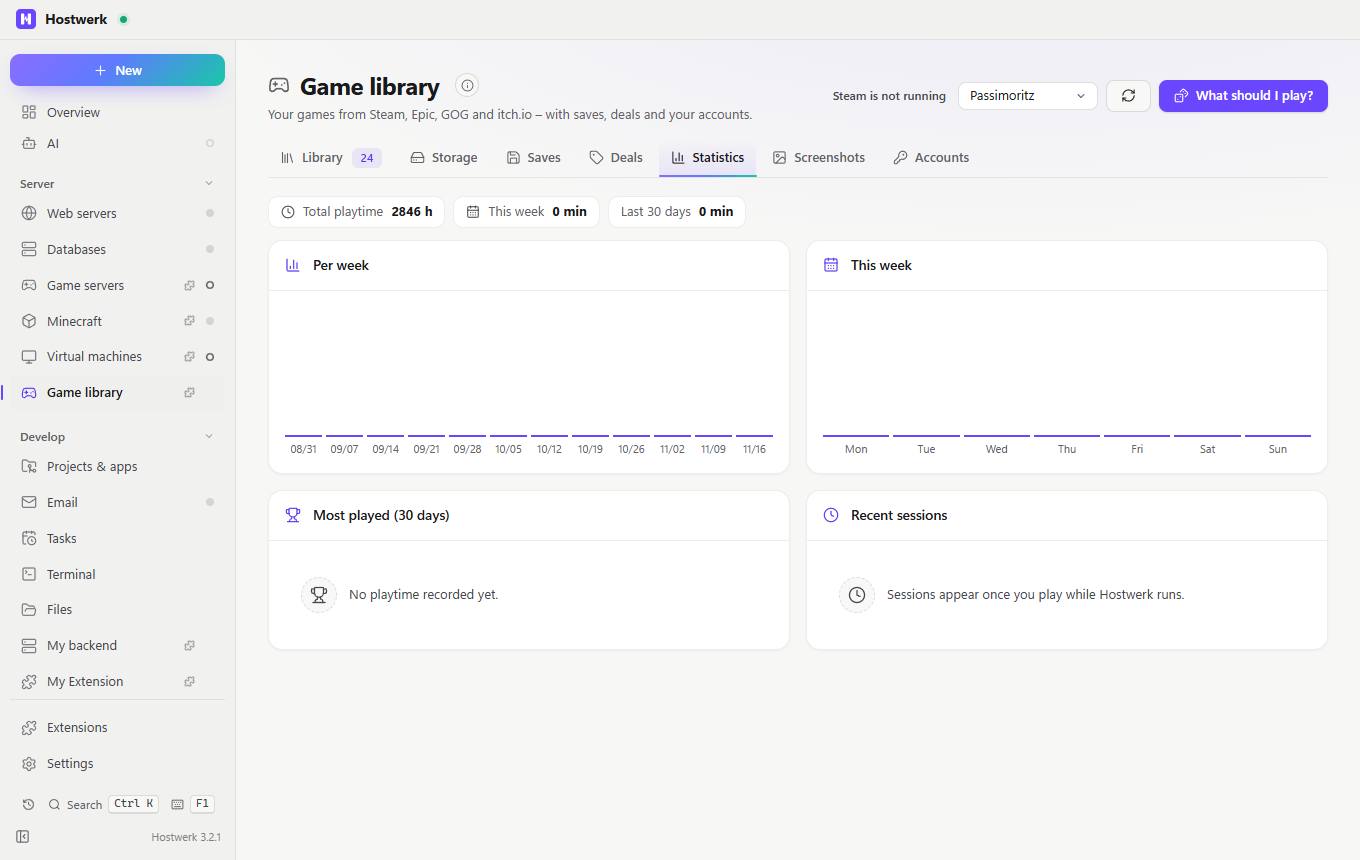 Hostwerk
New
Overview
AI
Server
Web servers
Databases
Game servers
Minecraft
Virtual machines
Game library
Develop
Projects & apps
Email
Tasks
Terminal
Files
My backend
My Extension
Extensions
Settings
Search Ctrl K F1
Hostwerk 3.2.1
Game library
Your games from Steam, Epic, GOG and itch.io – with saves, deals and your accounts.
Steam is not running Passimoritz What should I play?
Library 24 Storage Saves Deals Statistics Screenshots Accounts
Total playtime 2846 h This week 0 min Last 30 days 0 min
Per week
08/31 09/07 09/14 09/21 09/28 10/05 10/12 10/19 10/26 11/02 11/09 11/16
This week
Mon Tue Wed Thu Fri Sat Sun
Most played (30 days)
No playtime recorded yet.
Recent sessions
Sessions appear once you play while Hostwerk runs.